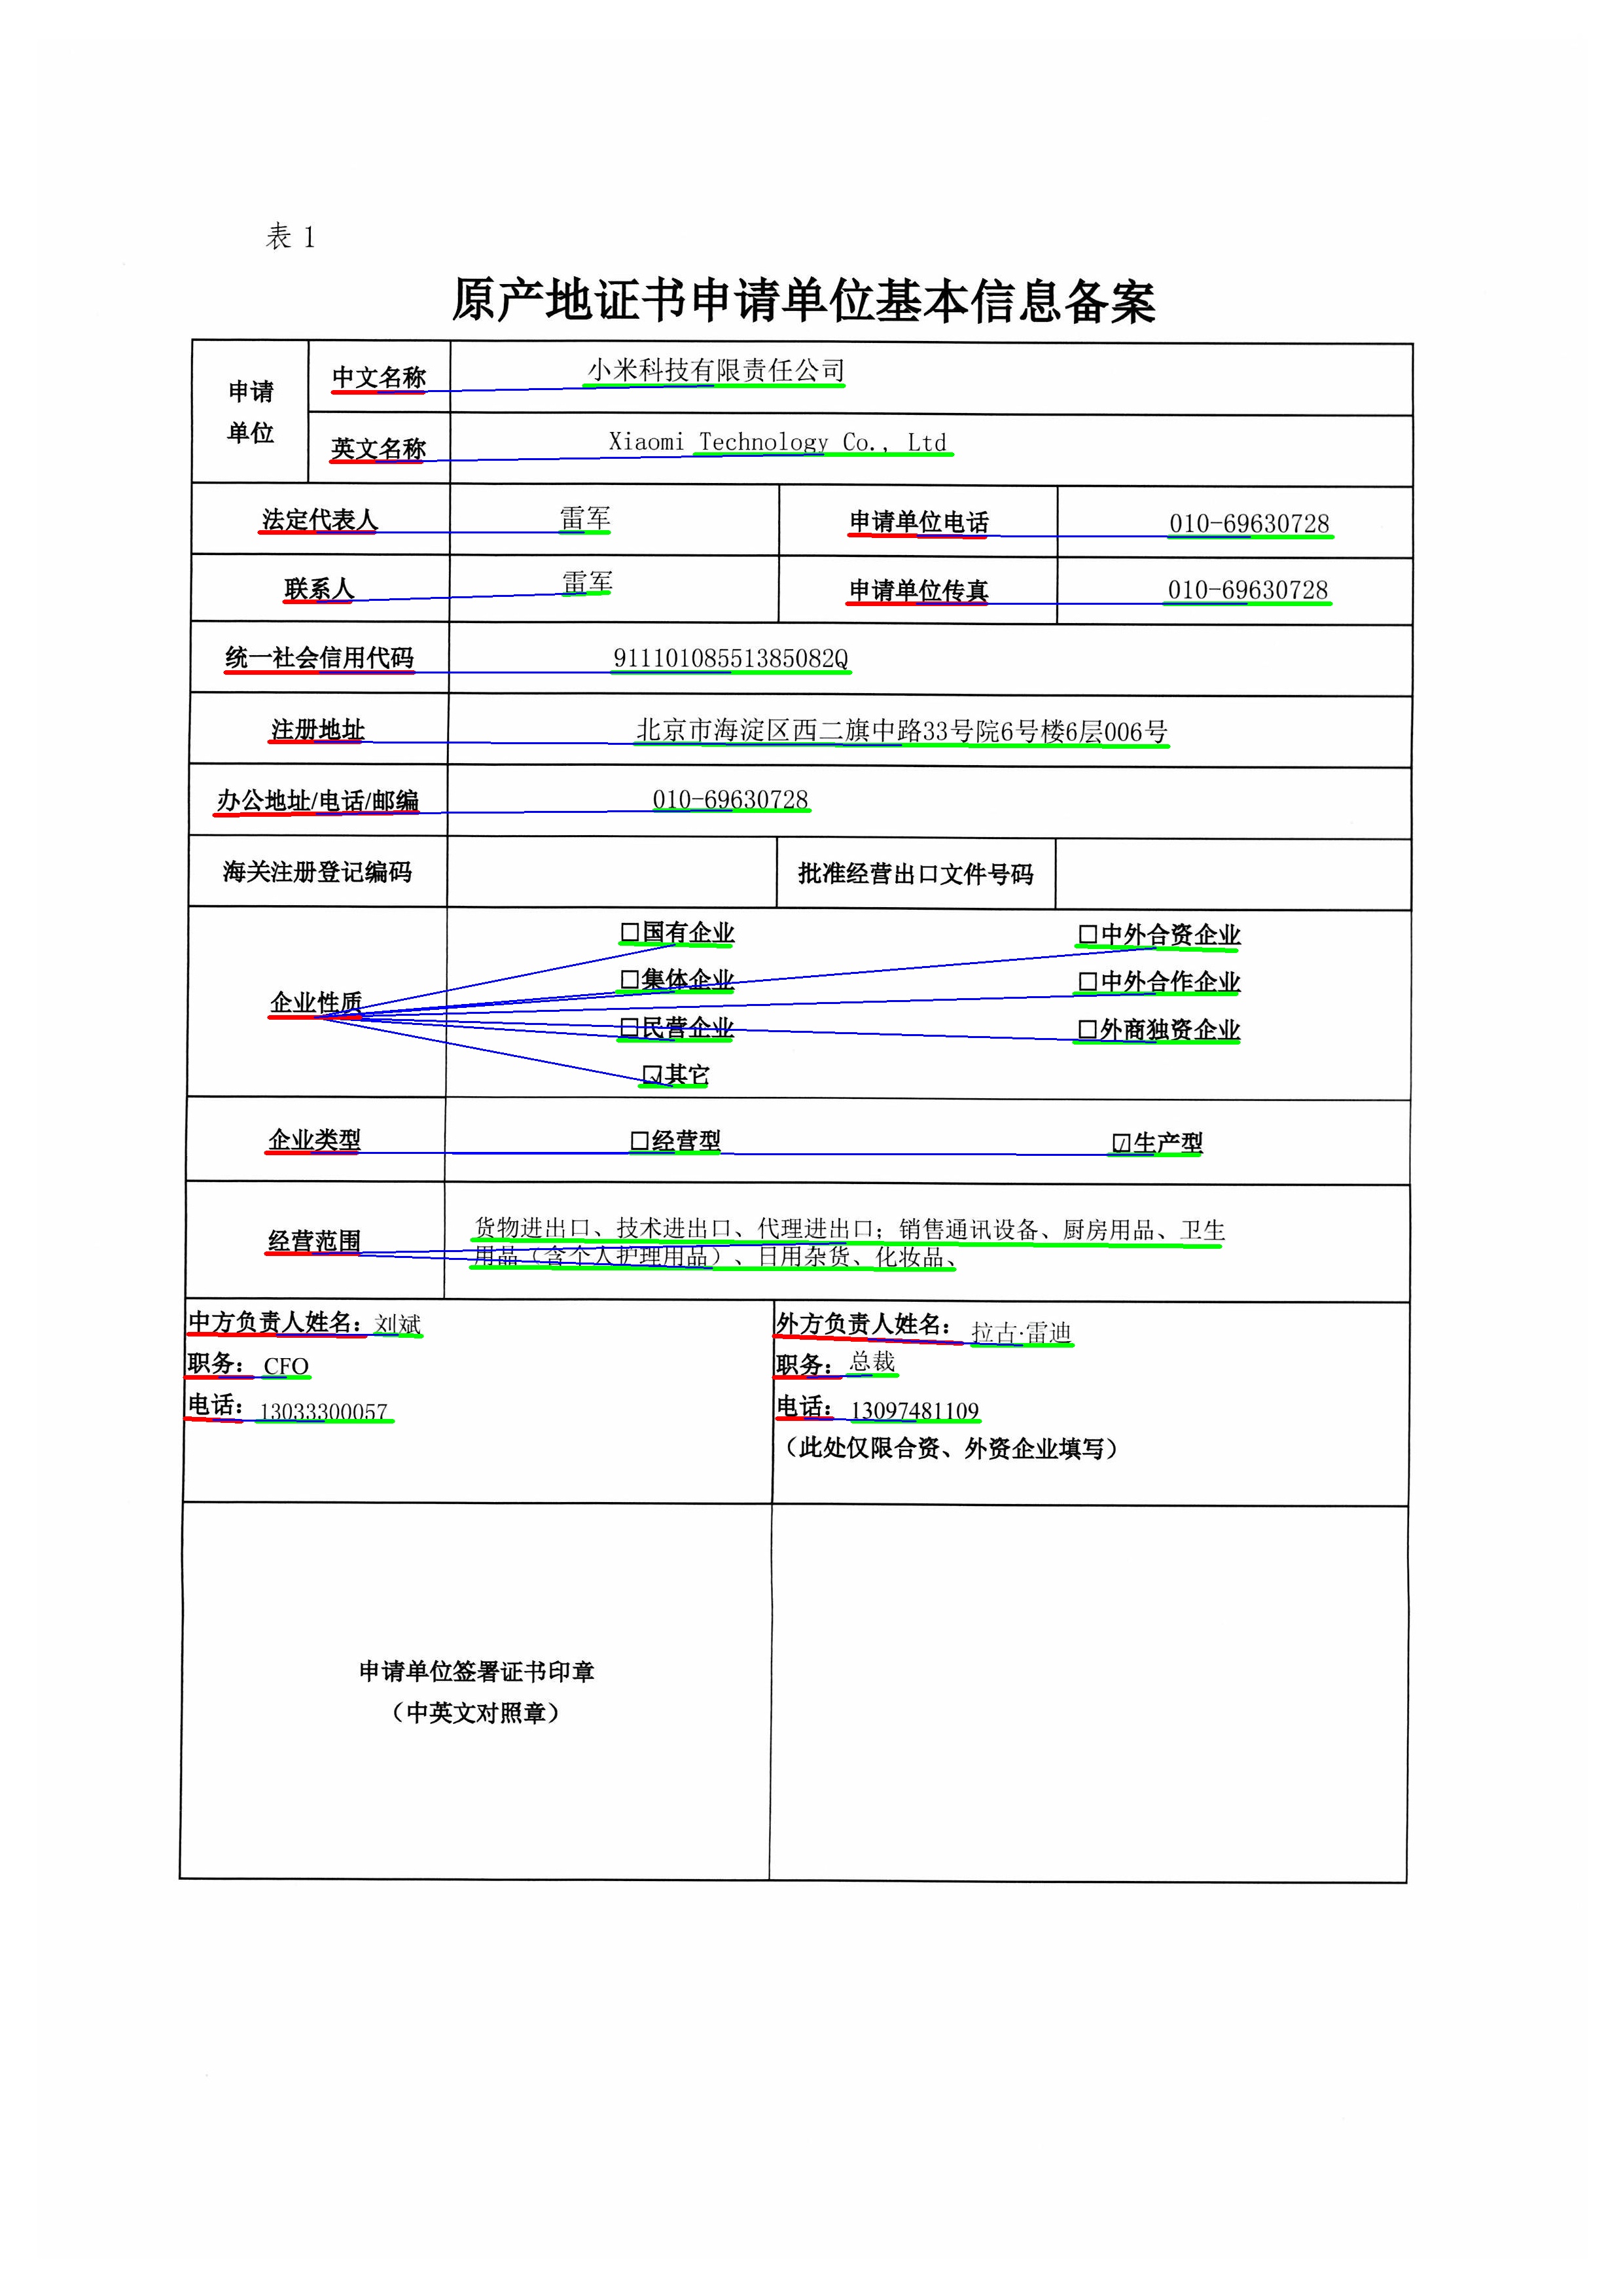 表 1
原产地证书申请单位基本信息备案
申请
单位
中文名称 小米科技有限责任公司
英文名称 Xiaomi Technology Co., Ltd
法定代表人 雷军 申请单位电话 010-69630728
联系人 雷军 申请单位传真 010-69630728
统一社会信用代码 91110108551385082Q
注册地址 北京市海淀区西二旗中路33号院6号楼6层006号
办公地址/电话/邮编 010-69630728
海关注册登记编码 批准经营出口文件号码
企业性质
□国有企业 □中外合资企业
□集体企业 □中外合作企业
□民营企业 □外商独资企业
☑其它
企业类型 □经营型 ☑生产型
经营范围
货物进出口、技术进出口、代理进出口；销售通讯设备、厨房用品、卫生
用品（含个人护理用品）、日用杂货、化妆品、
中方负责人姓名：刘斌
职务：CFO
电话：13033300057
外方负责人姓名：拉古·雷迪
职务：总裁
电话：13097481109
（此处仅限合资、外资企业填写）
申请单位签署证书印章
（中英文对照章）